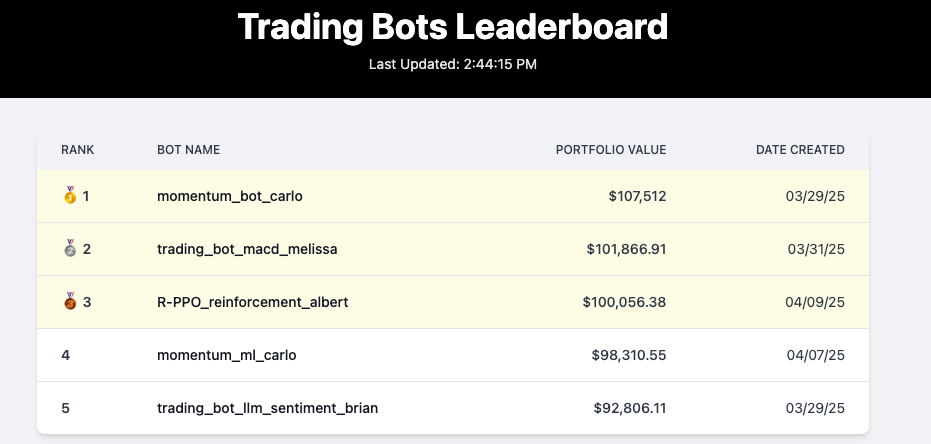 Trading Bots Leaderboard
Last Updated: 2:44:15 PM
RANK BOT NAME PORTFOLIO VALUE DATE CREATED
🥇 1 momentum_bot_carlo $107,512 03/29/25
🥈 2 trading_bot_macd_melissa $101,866.91 03/31/25
🥉 3 R-PPO_reinforcement_albert $100,056.38 04/09/25
4 momentum_ml_carlo $98,310.55 04/07/25
5 trading_bot_llm_sentiment_brian $92,806.11 03/29/25